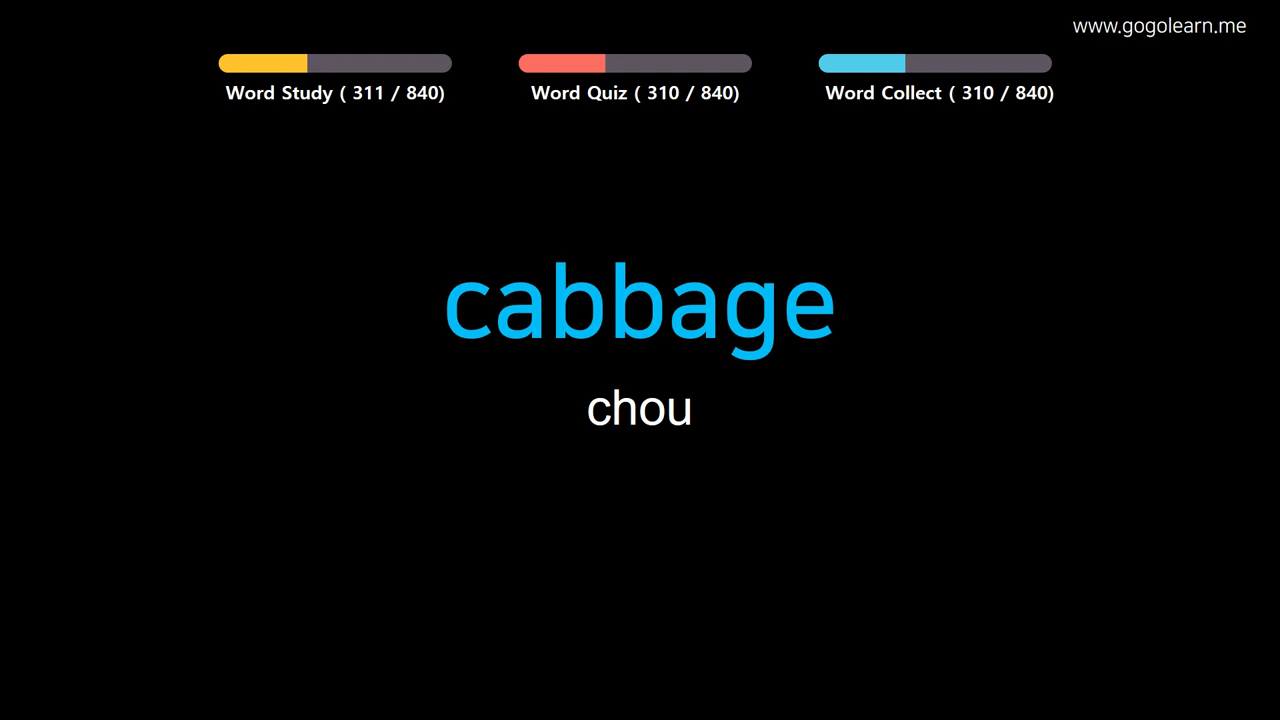 www.gogolearn.me
Word Study ( 311 / 840)
Word Quiz ( 310 / 840)
Word Collect ( 310 / 840)
cabbage
chou